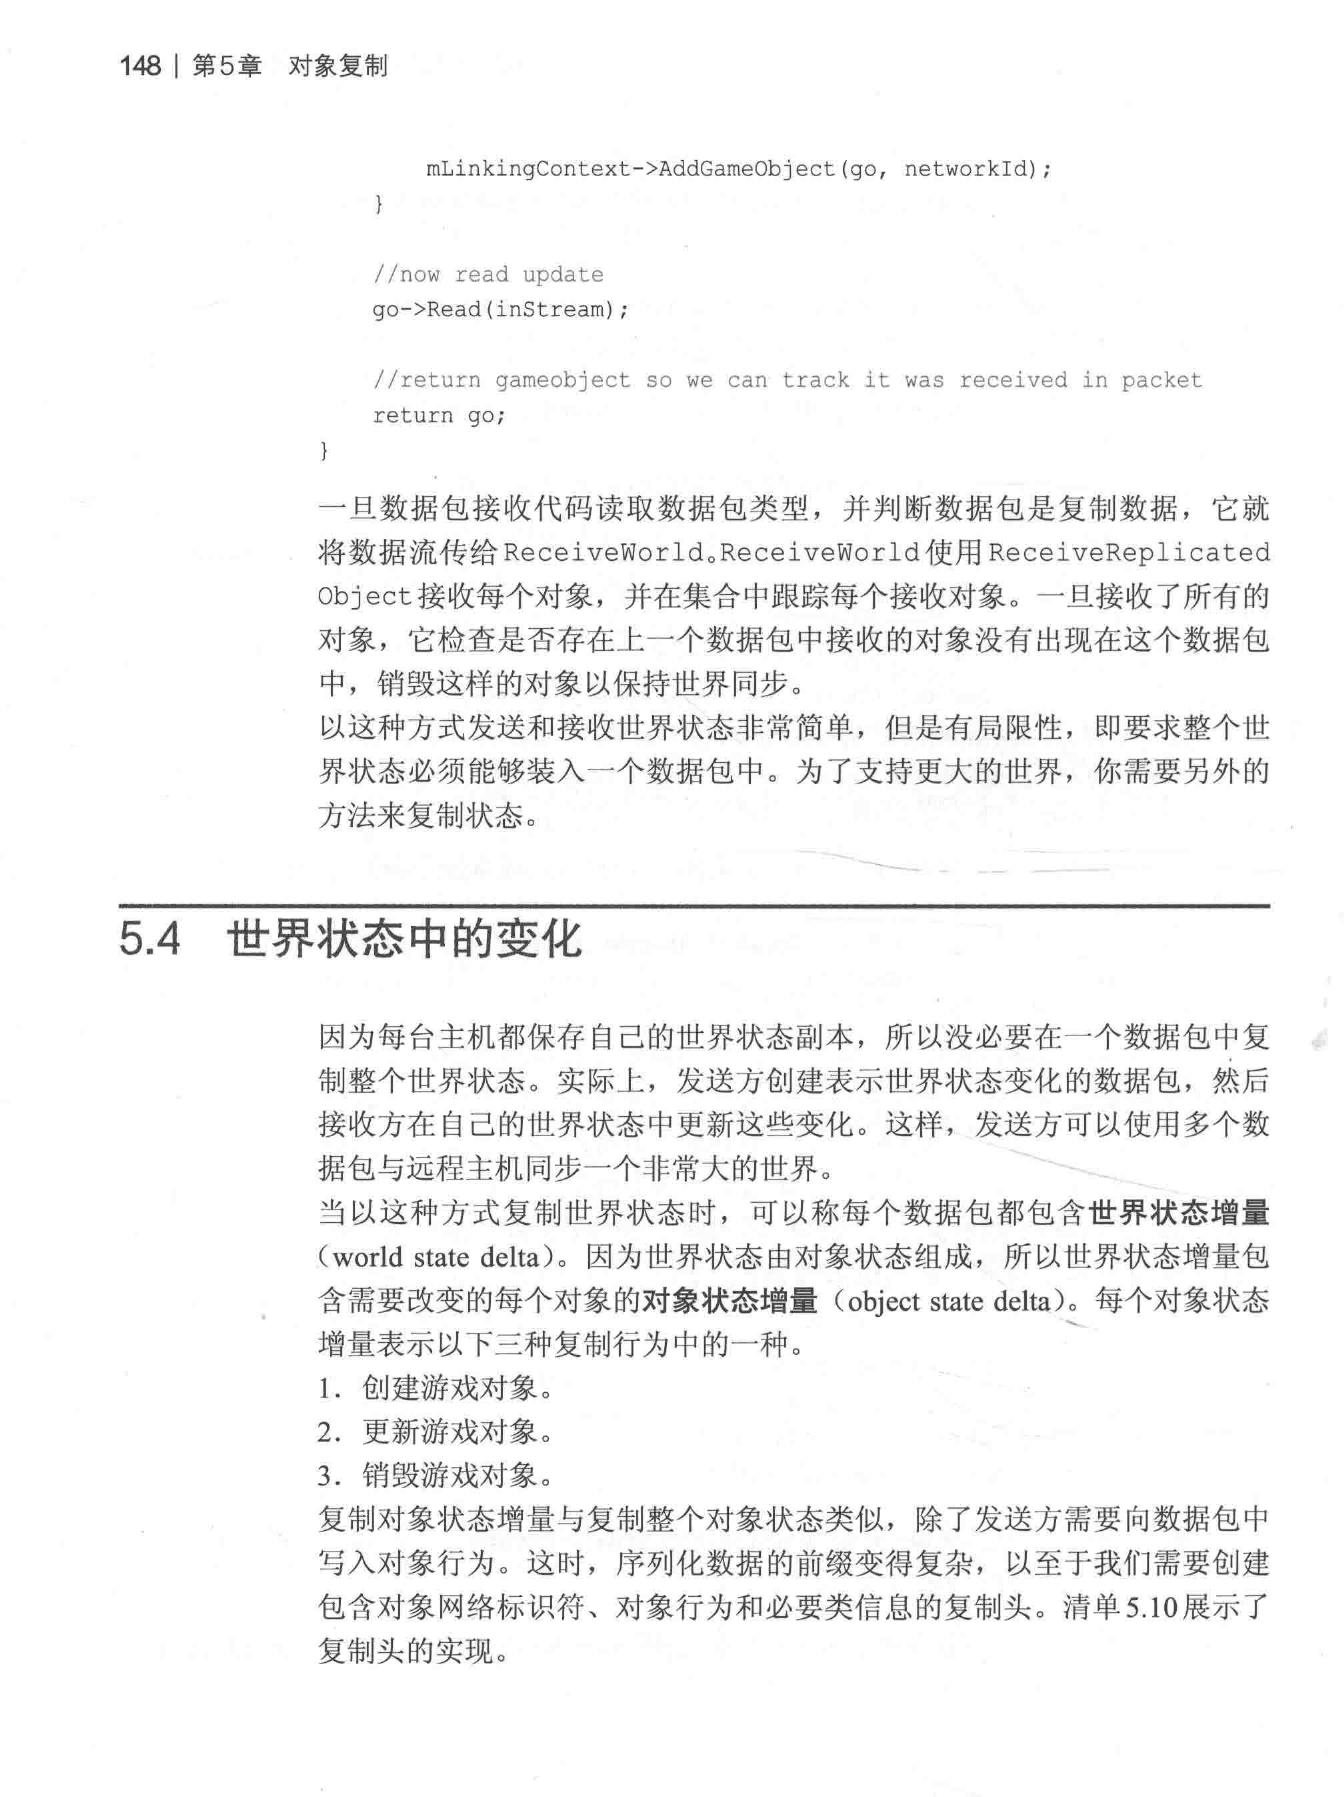 148 | 第5章 对象复制
mLinkingContext->AddGameObject(go, networkId);
}
//now read update
go->Read(inStream);
//return gameobject so we can track it was received in packet
return go;
}
一旦数据包接收代码读取数据包类型，并判断数据包是复制数据，它就
将数据流传给ReceiveWorld。ReceiveWorld使用ReceiveReplicated
Object接收每个对象，并在集合中跟踪每个接收对象。一旦接收了所有的
对象，它检查是否存在上一个数据包中接收的对象没有出现在这个数据包
中，销毁这样的对象以保持世界同步。
以这种方式发送和接收世界状态非常简单，但是有局限性，即要求整个世
界状态必须能够装入一个数据包中。为了支持更大的世界，你需要另外的
方法来复制状态。
5.4 世界状态中的变化
因为每台主机都保存自己的世界状态副本，所以没必要在一个数据包中复
制整个世界状态。实际上，发送方创建表示世界状态变化的数据包，然后
接收方在自己的世界状态中更新这些变化。这样，发送方可以使用多个数
据包与远程主机同步一个非常大的世界。
当以这种方式复制世界状态时，可以称每个数据包都包含世界状态增量
（world state delta）。因为世界状态由对象状态组成，所以世界状态增量包
含需要改变的每个对象的对象状态增量（object state delta）。每个对象状态
增量表示以下三种复制行为中的一种。
1．创建游戏对象。
2．更新游戏对象。
3．销毁游戏对象。
复制对象状态增量与复制整个对象状态类似，除了发送方需要向数据包中
写入对象行为。这时，序列化数据的前缀变得复杂，以至于我们需要创建
包含对象网络标识符、对象行为和必要类信息的复制头。清单5.10展示了
复制头的实现。